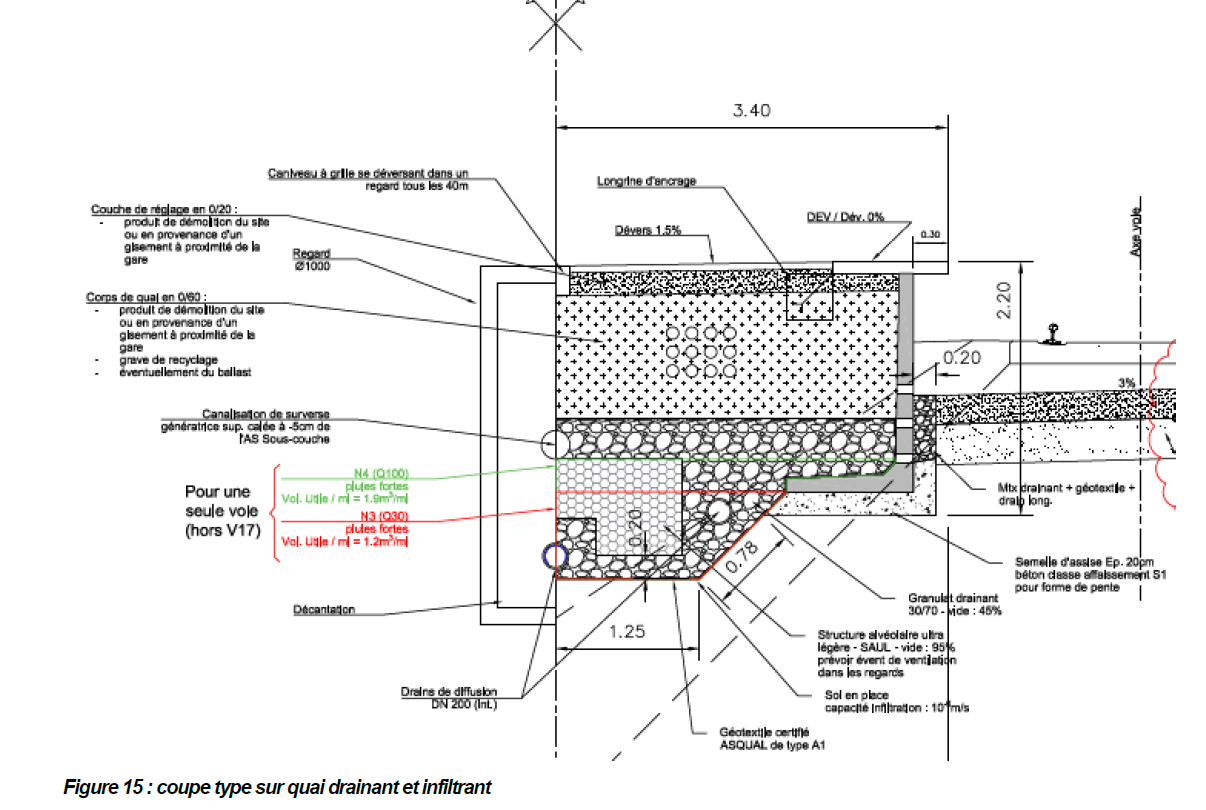 3.40
Caniveau à grille se déversant dans un
regard tous les 40m
Longrine d'ancrage
Couche de réglage en 0/20 :
- produit de démolition du site
ou en provenance d'un
gisement à proximité de la
gare
DEV / Dév. 0%
Dévers 1.5%
0.30
Axe voie
Regard
Ø1000
Corps de quai en 0/60 :
- produit de démolition du site
ou en provenance d'un
gisement à proximité de la
gare
- grave de recyclage
- éventuellement du ballast
2.20
0.20
3%
Canalisation de surverse
génératrice sup. calée à -5cm de
l'AS Sous-couche
N4 (Q100)
pluies fortes
Vol. Utile / ml = 1.9m³/ml
Pour une
seule voie
(hors V17)
N3 (Q30)
pluies fortes
Vol. Utile / ml = 1.2m³/ml
Mtx drainant + géotextile +
drain long.
0.20
0.78
Semelle d'assise Ep. 20cm
béton classe affaissement S1
pour forme de pente
Décantation
Granulat drainant
30/70 - vide : 45%
1.25
Structure alvéolaire ultra
légère - SAUL - vide : 95%
prévoir évent de ventilation
dans les regards
Drains de diffusion
DN 200 (Int.)
Sol en place
capacité infiltration : m/s
Géotextile certifié
ASQUAL de type A1
Figure 15 : coupe type sur quai drainant et infiltrant